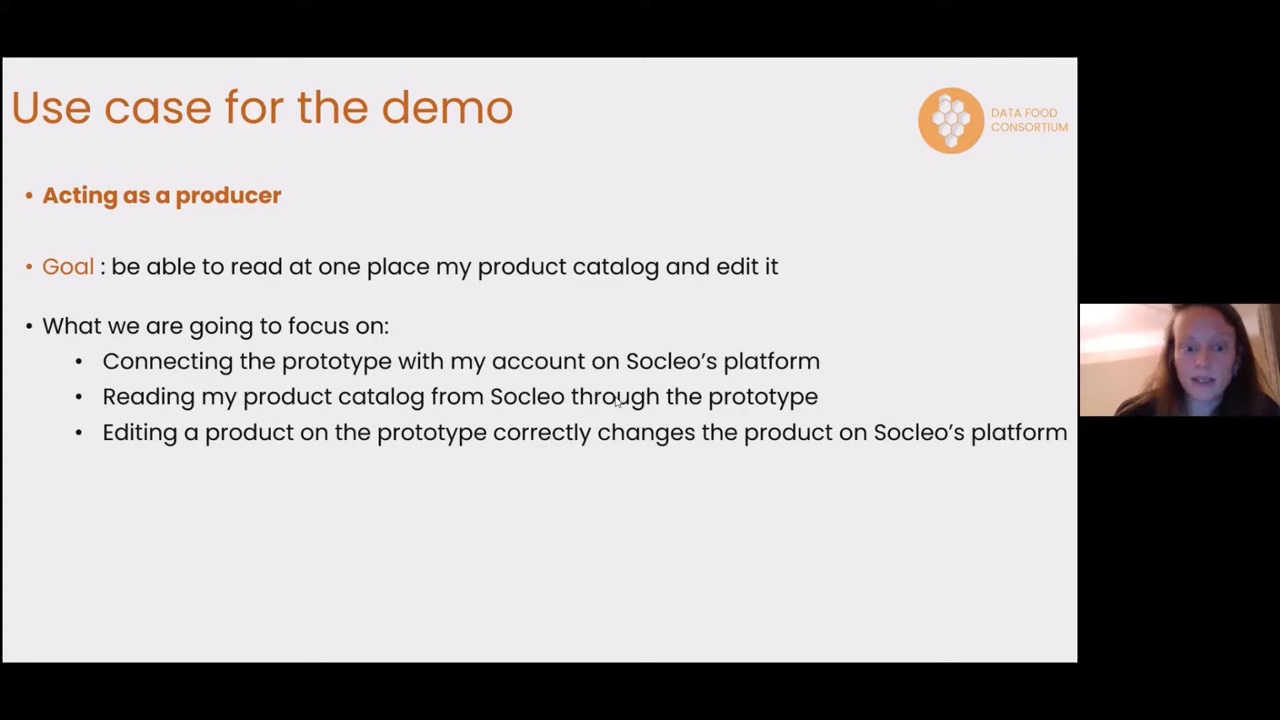 Use case for the demo
DATA FOOD
CONSORTIUM
• Acting as a producer
• Goal : be able to read at one place my product catalog and edit it
• What we are going to focus on:
• Connecting the prototype with my account on Socleo’s platform
• Reading my product catalog from Socleo through the prototype
• Editing a product on the prototype correctly changes the product on Socleo’s platform